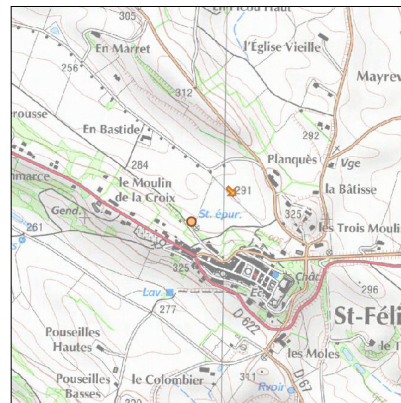 305
En Marret
l'Église Vieille
256
312
Mayrev
En Bastide
292
284
Planquès
Vge
le Moulin
de la Croix
291
la Bâtisse
Gend.
St. épur.
325
les Trois Mouli
261
325
Chât
Lav.
277
296
St-Féli
D 622
Pouseilles
Hautes
les Moles
le Colombier
311
D 67
Pouseilles
Basses
Rvoir